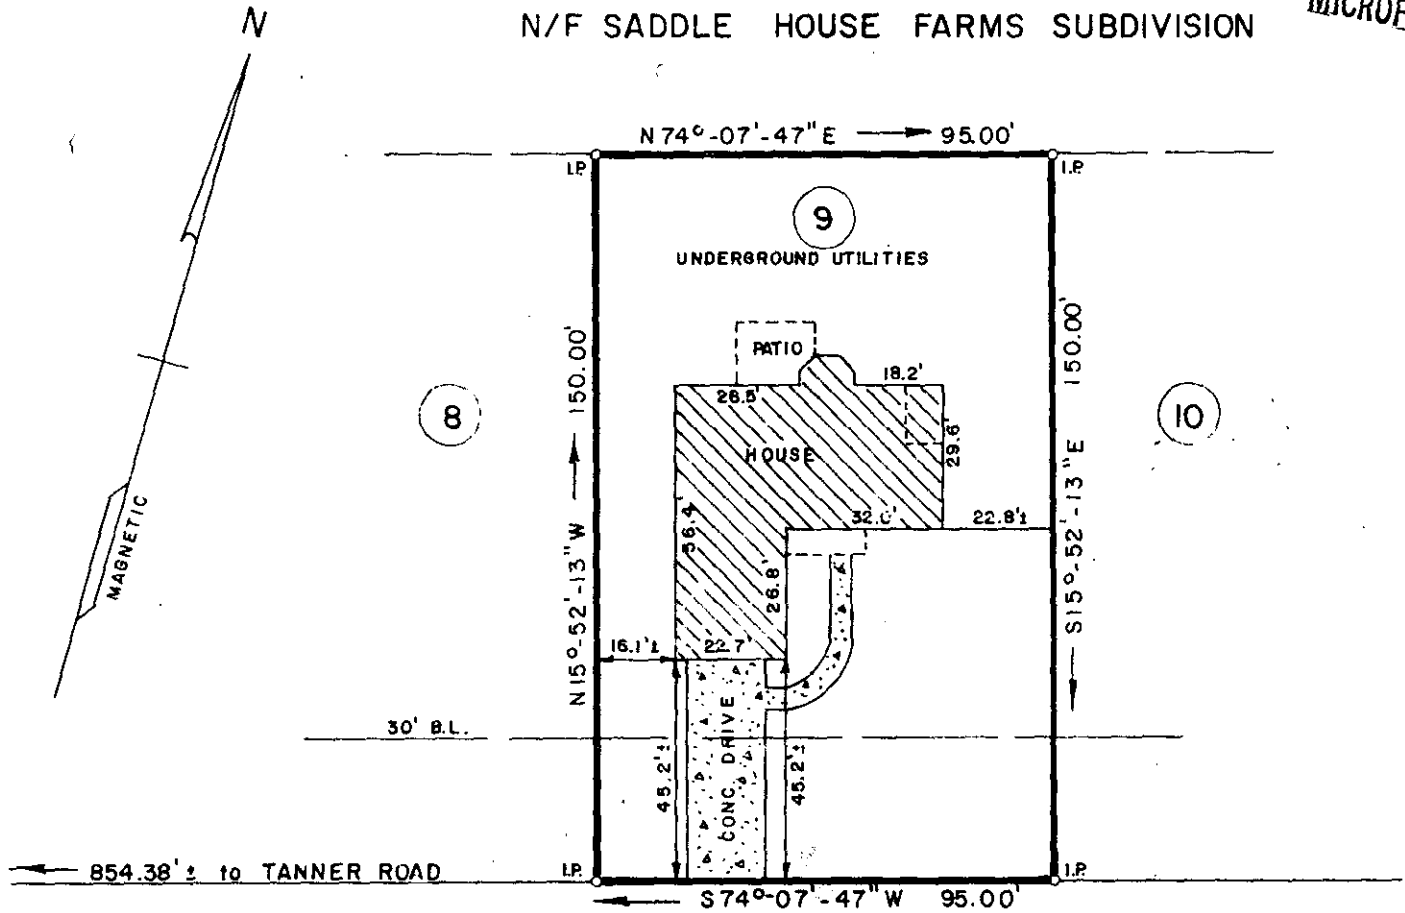 N
N/F SADDLE HOUSE FARMS SUBDIVISION
N 74°-07'-47" E 95.00'
I.P.
I.P.
9
UNDERGROUND UTILITIES
PATIO
18.2'
26.5'
HOUSE
29.6'
8
10
N 15°-52'-13" W 150.00'
S 15°-52'-13" E 150.00'
MAGNETIC
56.4'
22.8'±
26.8'
16.1'±
22.7'
30' B.L.
45.2'±
CONC. DRIVE
45.2'±
854.38'± to TANNER ROAD
I.P.
I.P.
S 74°-07'-47" W 95.00'